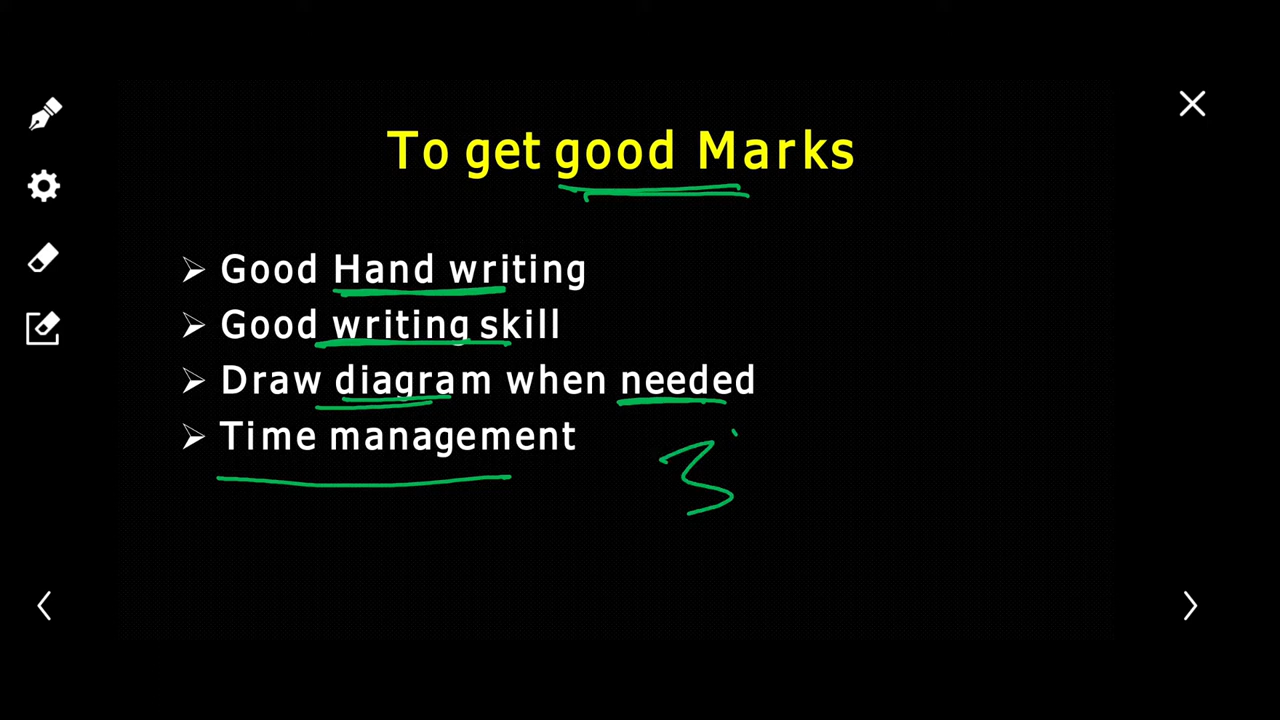 To get good Marks
Good Hand writing
Good writing skill
Draw diagram when needed
Time management
3